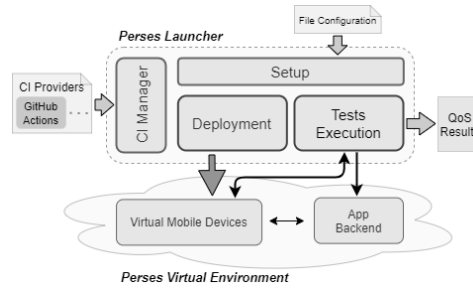 File Configuration
Perses Launcher
CI Providers
GitHub
Actions
. . .
CI Manager
Setup
Deployment
Tests
Execution
QoS
Result
Virtual Mobile Devices
App
Backend
Perses Virtual Environment